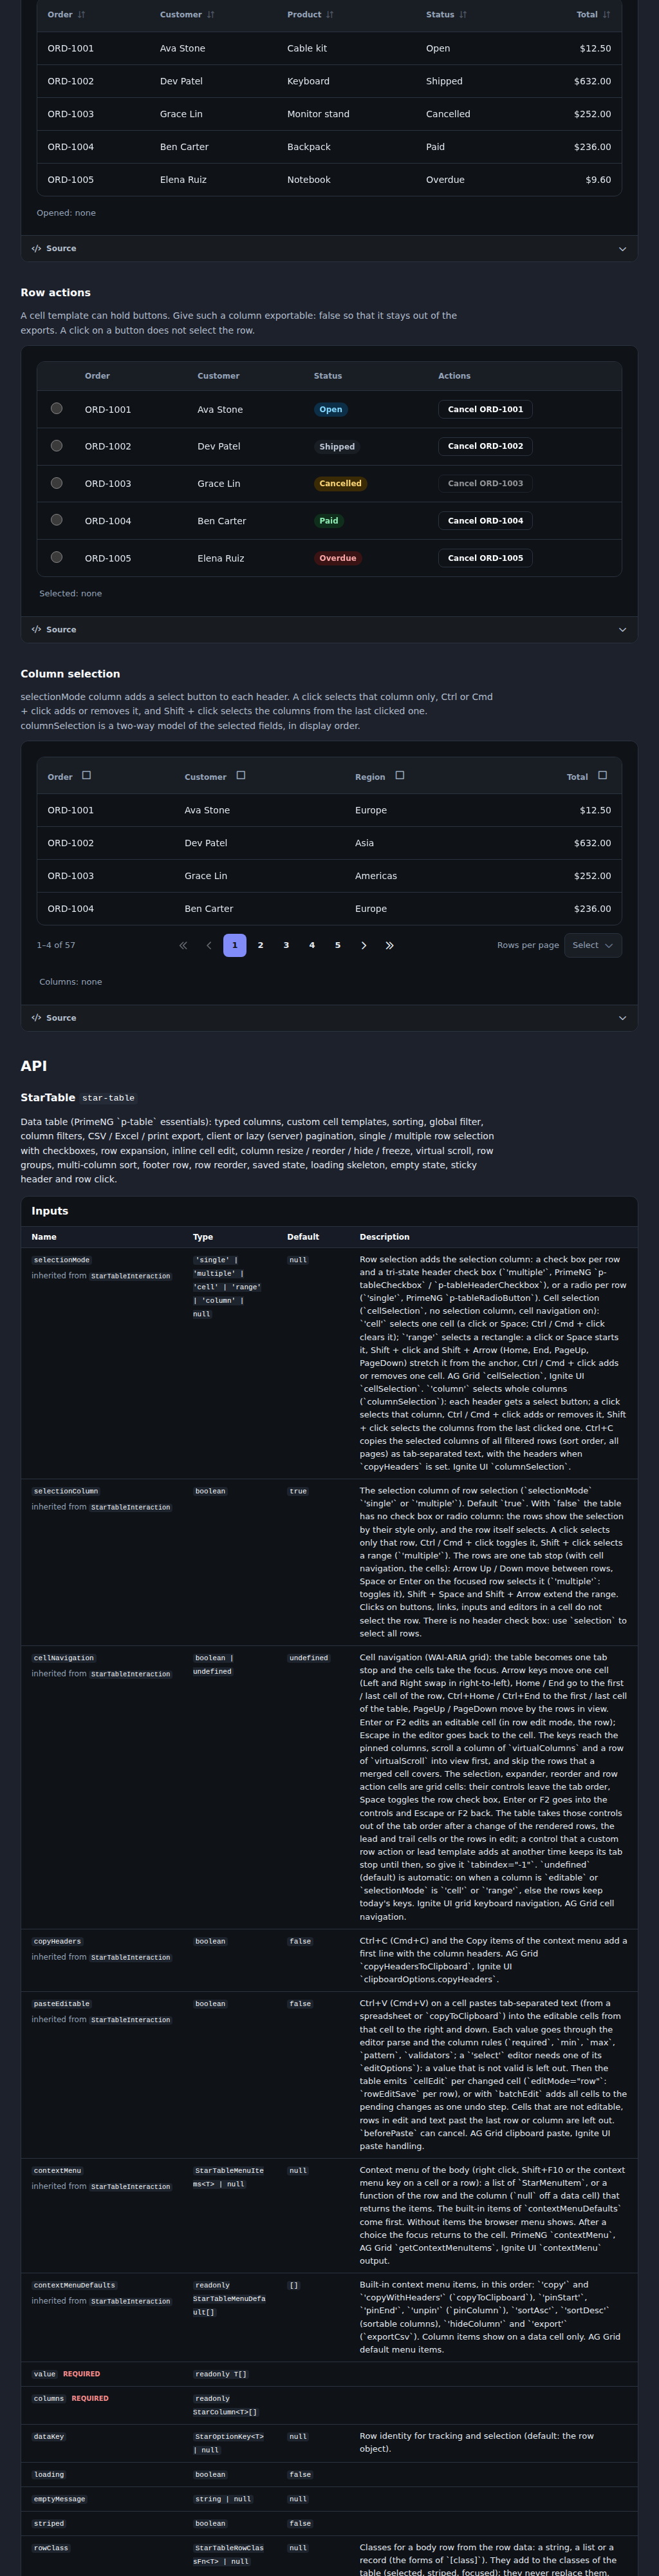 Order Customer Product Status Total
ORD-1001 Ava Stone Cable kit Open $12.50
ORD-1002 Dev Patel Keyboard Shipped $632.00
ORD-1003 Grace Lin Monitor stand Cancelled $252.00
ORD-1004 Ben Carter Backpack Paid $236.00
ORD-1005 Elena Ruiz Notebook Overdue $9.60
Opened: none
Source
Row actions
A cell template can hold buttons. Give such a column exportable: false so that it stays out of the
exports. A click on a button does not select the row.
Order Customer Status Actions
ORD-1001 Ava Stone Open Cancel ORD-1001
ORD-1002 Dev Patel Shipped Cancel ORD-1002
ORD-1003 Grace Lin Cancelled Cancel ORD-1003
ORD-1004 Ben Carter Paid Cancel ORD-1004
ORD-1005 Elena Ruiz Overdue Cancel ORD-1005
Selected: none
Source
Column selection
selectionMode column adds a select button to each header. A click selects that column only, Ctrl or Cmd
+ click adds or removes it, and Shift + click selects the columns from the last clicked one.
columnSelection is a two-way model of the selected fields, in display order.
Order Customer Region Total
ORD-1001 Ava Stone Europe $12.50
ORD-1002 Dev Patel Asia $632.00
ORD-1003 Grace Lin Americas $252.00
ORD-1004 Ben Carter Europe $236.00
1–4 of 57 1 2 3 4 5 Rows per page Select
Columns: none
Source
API
StarTable star-table
Data table (PrimeNG `p-table` essentials): typed columns, custom cell templates, sorting, global filter,
column filters, CSV / Excel / print export, client or lazy (server) pagination, single / multiple row selection
with checkboxes, row expansion, inline cell edit, column resize / reorder / hide / freeze, virtual scroll, row
groups, multi-column sort, footer row, row reorder, saved state, loading skeleton, empty state, sticky
header and row click.
Inputs
Name Type Default Description
selectionMode
inherited from StarTableInteraction
'single' |
'multiple' |
'cell' | 'range'
| 'column' |
null
null
Row selection adds the selection column: a check box per row
and a tri-state header check box (`'multiple'`, PrimeNG `p-
tableCheckbox` / `p-tableHeaderCheckbox`), or a radio per row
(`'single'`, PrimeNG `p-tableRadioButton`). Cell selection
(`cellSelection`, no selection column, cell navigation on):
`'cell'` selects one cell (a click or Space; Ctrl / Cmd + click
clears it); `'range'` selects a rectangle: a click or Space starts
it, Shift + click and Shift + Arrow (Home, End, PageUp,
PageDown) stretch it from the anchor, Ctrl / Cmd + click adds
or removes one cell. AG Grid `cellSelection`, Ignite UI
`cellSelection`. `'column'` selects whole columns
(`columnSelection`): each header gets a select button; a click
selects that column, Ctrl / Cmd + click adds or removes it, Shift
+ click selects the columns from the last clicked one. Ctrl+C
copies the selected columns of all filtered rows (sort order, all
pages) as tab-separated text, with the headers when
`copyHeaders` is set. Ignite UI `columnSelection`.
selectionColumn
inherited from StarTableInteraction
boolean
true
The selection column of row selection (`selectionMode`
`'single'` or `'multiple'`). Default `true`. With `false` the table
has no check box or radio column: the rows show the selection
by their style only, and the row itself selects. A click selects
only that row, Ctrl / Cmd + click toggles it, Shift + click selects
a range (`'multiple'`). The rows are one tab stop (with cell
navigation, the cells): Arrow Up / Down move between rows,
Space or Enter on the focused row selects it (`'multiple'`:
toggles it), Shift + Space and Shift + Arrow extend the range.
Clicks on buttons, links, inputs and editors in a cell do not
select the row. There is no header check box: use `selection` to
select all rows.
cellNavigation
inherited from StarTableInteraction
boolean |
undefined
undefined
Cell navigation (WAI-ARIA grid): the table becomes one tab
stop and the cells take the focus. Arrow keys move one cell
(Left and Right swap in right-to-left), Home / End go to the first
/ last cell of the row, Ctrl+Home / Ctrl+End to the first / last cell
of the table, PageUp / PageDown move by the rows in view.
Enter or F2 edits an editable cell (in row edit mode, the row);
Escape in the editor goes back to the cell. The keys reach the
pinned columns, scroll a column of `virtualColumns` and a row
of `virtualScroll` into view first, and skip the rows that a
merged cell covers. The selection, expander, reorder and row
action cells are grid cells: their controls leave the tab order,
Space toggles the row check box, Enter or F2 goes into the
controls and Escape or F2 back. The table takes those controls
out of the tab order after a change of the rendered rows, the
lead and trail cells or the rows in edit; a control that a custom
row action or lead template adds at another time keeps its tab
stop until then, so give it `tabindex="-1"`. `undefined`
(default) is automatic: on when a column is `editable` or
`selectionMode` is `'cell'` or `'range'`, else the rows keep
today's keys. Ignite UI grid keyboard navigation, AG Grid cell
navigation.
copyHeaders
inherited from StarTableInteraction
boolean
false
Ctrl+C (Cmd+C) and the Copy items of the context menu add a
first line with the column headers. AG Grid
`copyHeadersToClipboard`, Ignite UI
`clipboardOptions.copyHeaders`.
pasteEditable
inherited from StarTableInteraction
boolean
false
Ctrl+V (Cmd+V) on a cell pastes tab-separated text (from a
spreadsheet or `copyToClipboard`) into the editable cells from
that cell to the right and down. Each value goes through the
editor parse and the column rules (`required`, `min`, `max`,
`pattern`, `validators`; a `'select'` editor needs one of its
`editOptions`): a value that is not valid is left out. Then the
table emits `cellEdit` per changed cell (`editMode="row"`:
`rowEditSave` per row), or with `batchEdit` adds all cells to the
pending changes as one undo step. Cells that are not editable,
rows in edit and text past the last row or column are left out.
`beforePaste` can cancel. AG Grid clipboard paste, Ignite UI
paste handling.
contextMenu
inherited from StarTableInteraction
StarTableMenuIte
ms<T> | null
null
Context menu of the body (right click, Shift+F10 or the context
menu key on a cell or a row): a list of `StarMenuItem`, or a
function of the row and the column (`null` off a data cell) that
returns the items. The built-in items of `contextMenuDefaults`
come first. Without items the browser menu shows. After a
choice the focus returns to the cell. PrimeNG `contextMenu`,
AG Grid `getContextMenuItems`, Ignite UI `contextMenu`
output.
contextMenuDefaults
inherited from StarTableInteraction
readonly
StarTableMenuDefa
ult[]
[]
Built-in context menu items, in this order: `'copy'` and
`'copyWithHeaders'` (`copyToClipboard`), `'pinStart'`,
`'pinEnd'`, `'unpin'` (`pinColumn`), `'sortAsc'`, `'sortDesc'`
(sortable columns), `'hideColumn'` and `'export'`
(`exportCsv`). Column items show on a data cell only. AG Grid
default menu items.
value REQUIRED readonly T[]
columns REQUIRED
readonly
StarColumn<T>[]
dataKey
StarOptionKey<T>
| null
null
Row identity for tracking and selection (default: the row
object).
loading boolean false
emptyMessage string | null null
striped boolean false
rowClass
StarTableRowClas
sFn<T> | null
null
Classes for a body row from the row data: a string, a list or a
record (the forms of `[class]`). They add to the classes of the
table (selected, striped, focused); they never replace them.